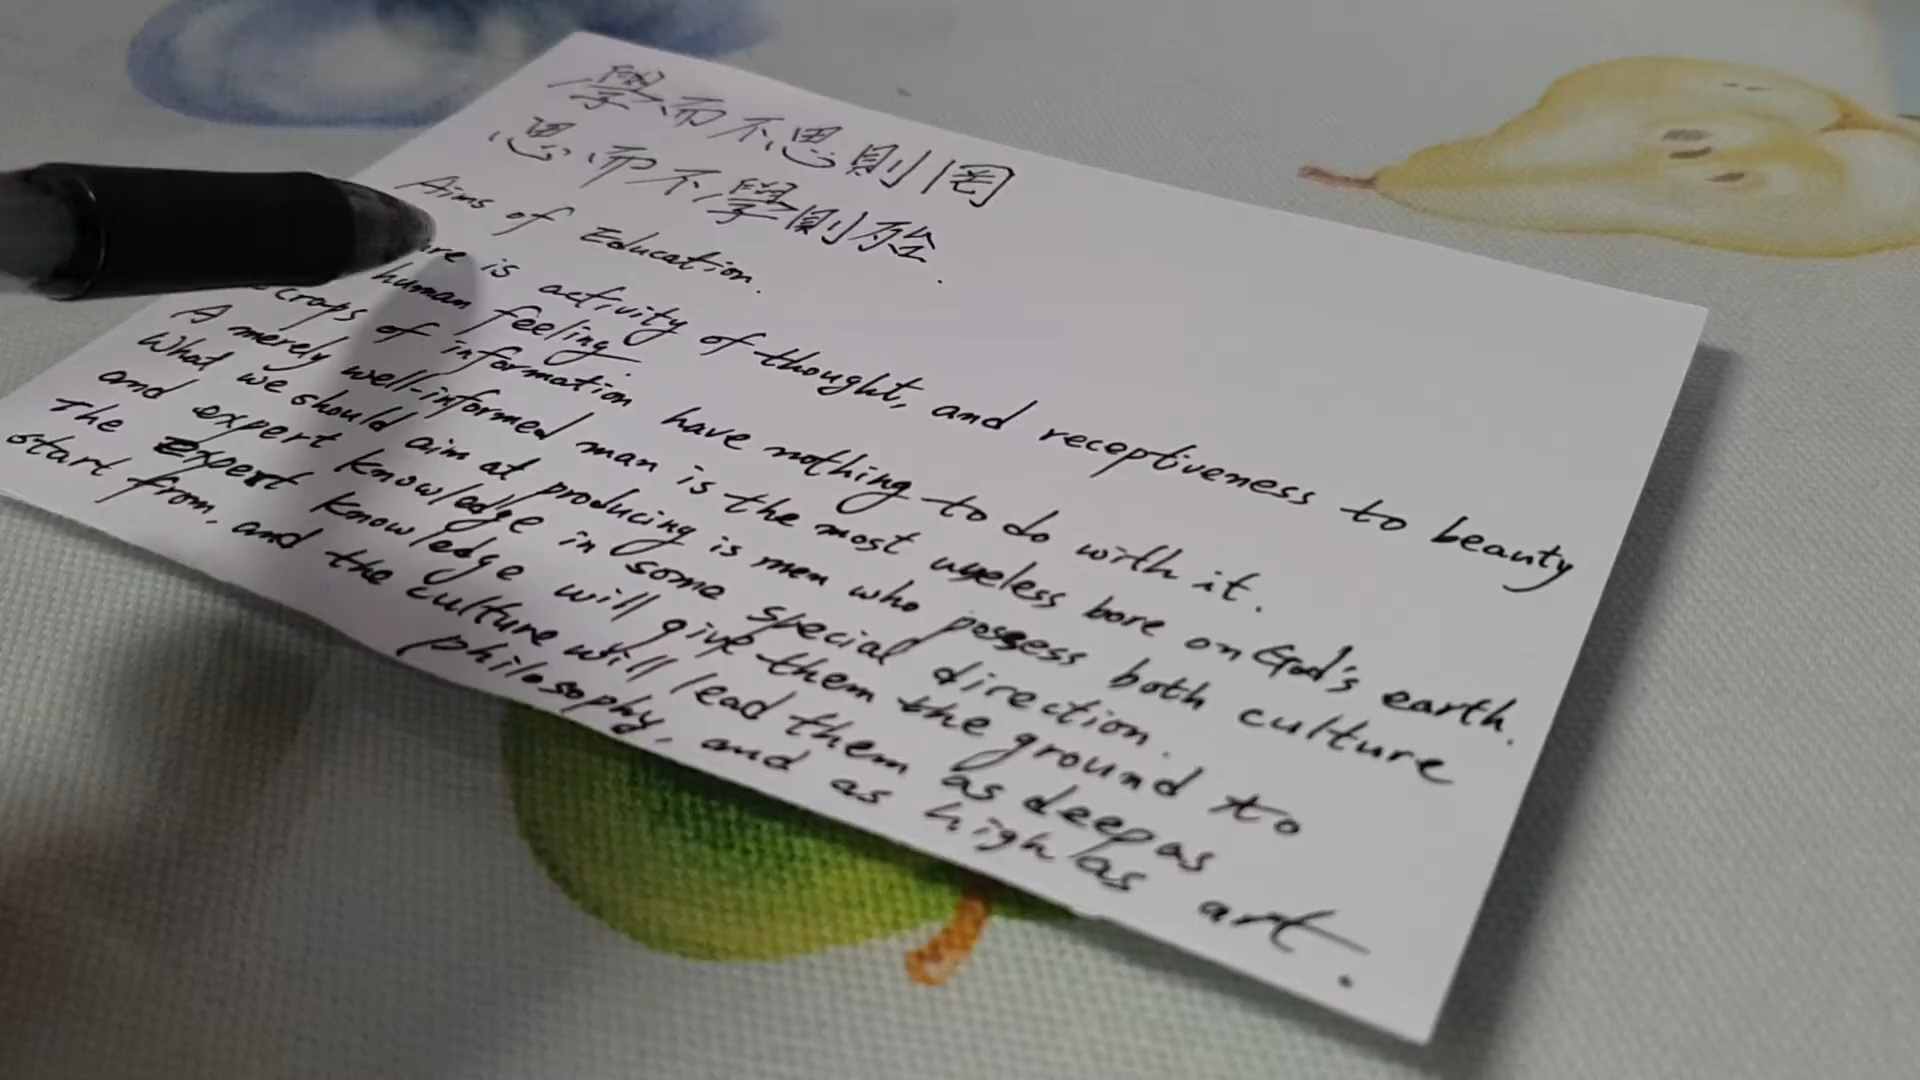 學而不思則罔
思而不學則殆.
Aims of Education.
is activity of thought, and receptiveness to beauty
human feeling.
of information have nothing to do with it.
A merely well-informed man is the most useless bore on God's earth.
What we should aim at producing is men who possess both culture
and expert knowledge in some special direction.
The Expert knowledge will give them the ground to
start from, and the culture will lead them as deep as
philosophy, and as high as art.